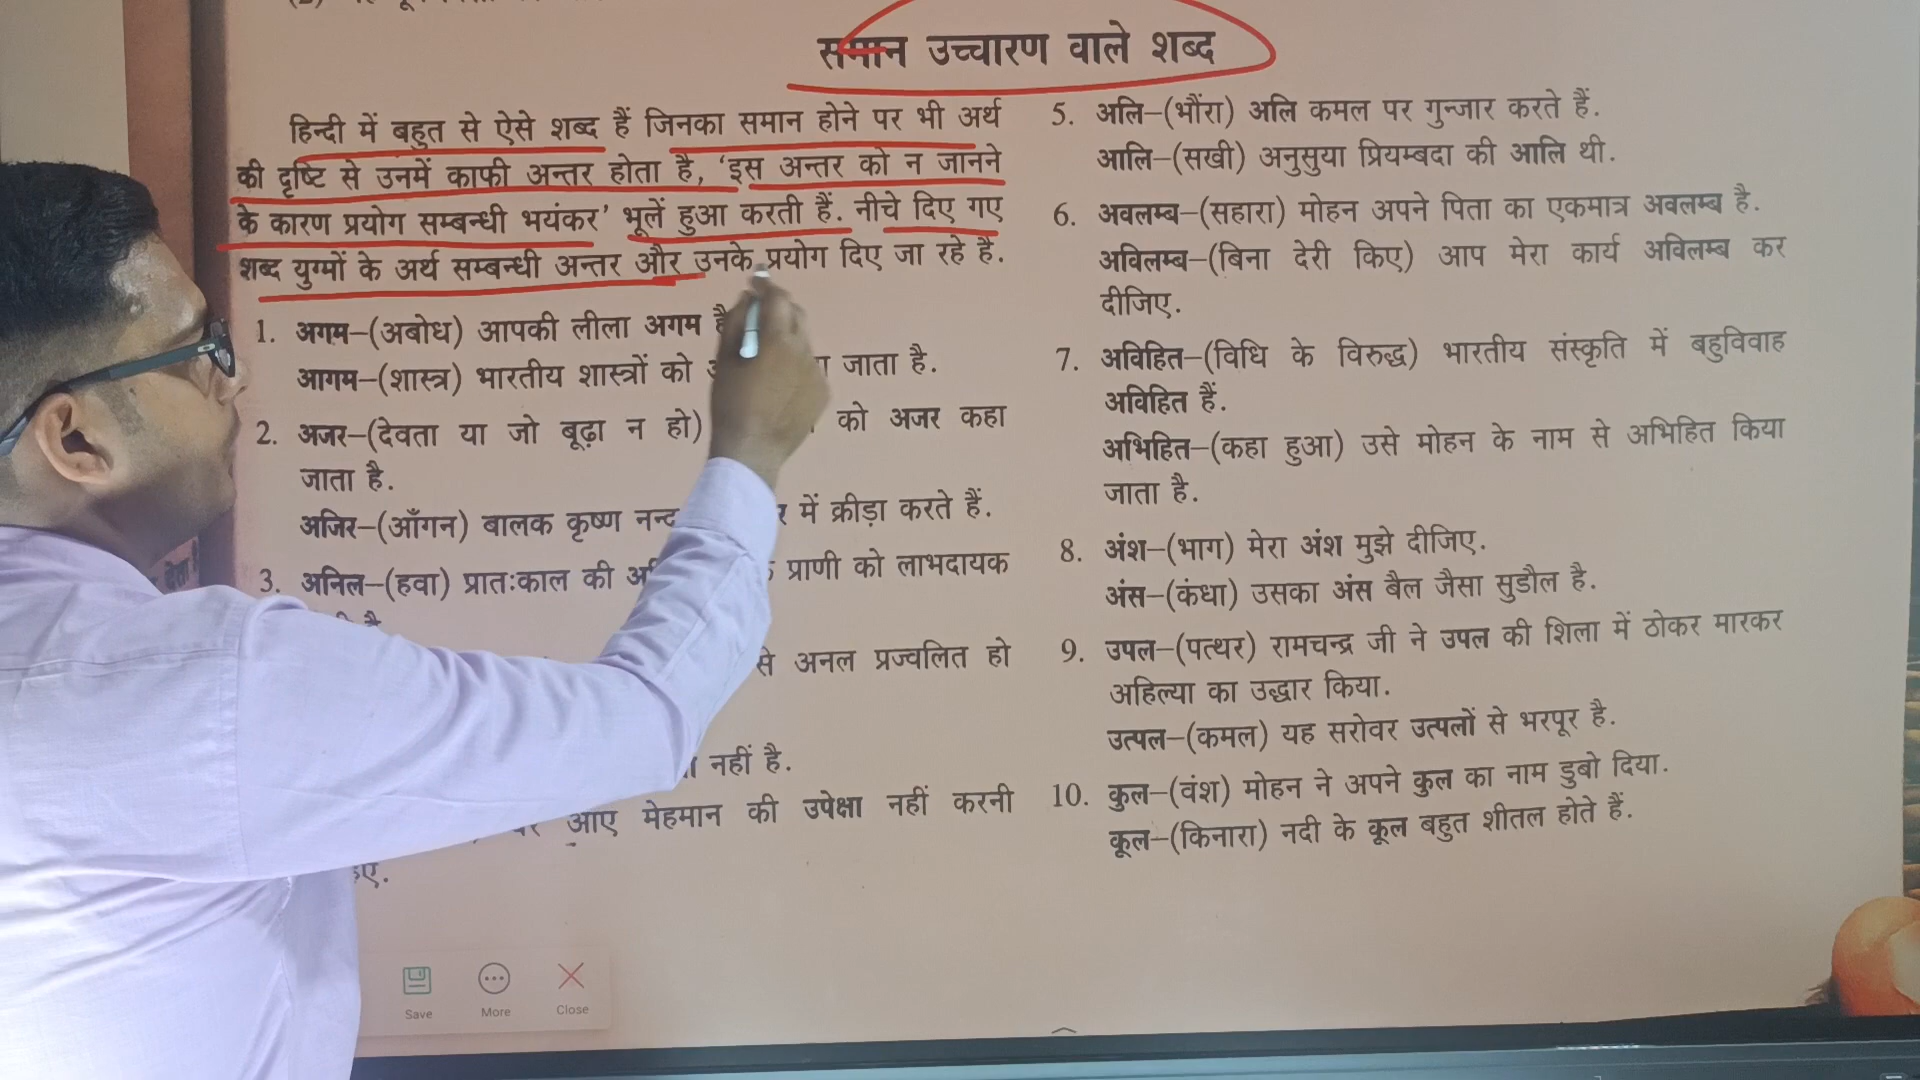 समान उच्चारण वाले शब्द
हिन्दी में बहुत से ऐसे शब्द हैं जिनका समान होने पर भी अर्थ
की दृष्टि से उनमें काफी अन्तर होता है, ‘इस अन्तर को न जानने
के कारण प्रयोग सम्बन्धी भयंकर’ भूलें हुआ करती हैं. नीचे दिए गए
शब्द युग्मों के अर्थ सम्बन्धी अन्तर और उनके प्रयोग दिए जा रहे है.
1. अगम–(अबोध) आपकी लीला अगम
आगम–(शास्त्र) भारतीय शास्त्रों को जाता है.
2. अजर–(देवता या जो बूढ़ा न हो) को अजर कहा
जाता है.
अजिर–(आँगन) बालक कृष्ण में क्रीड़ा करते हैं.
3. अनिल–(हवा) प्रातःकाल की प्राणी को लाभदायक
है
से अनल प्रज्वलित हो
नहीं है.
आए मेहमान की उपेक्षा नहीं करनी
5. अलि–(भौंरा) अलि कमल पर गुन्जार करते हैं.
आलि–(सखी) अनुसुया प्रियम्बदा की आलि थी.
6. अवलम्ब–(सहारा) मोहन अपने पिता का एकमात्र अवलम्ब है.
अविलम्ब–(बिना देरी किए) आप मेरा कार्य अविलम्ब कर
दीजिए.
7. अविहित–(विधि के विरुद्ध) भारतीय संस्कृति में बहुविवाह
अविहित हैं.
अभिहित–(कहा हुआ) उसे मोहन के नाम से अभिहित किया
जाता है.
8. अंश–(भाग) मेरा अंश मुझे दीजिए.
अंस–(कंधा) उसका अंस बैल जैसा सुडौल है.
9. उपल–(पत्थर) रामचन्द्र जी ने उपल की शिला में ठोकर मारकर
अहिल्या का उद्धार किया.
उत्पल–(कमल) यह सरोवर उत्पलों से भरपूर है.
10. कुल–(वंश) मोहन ने अपने कुल का नाम डुबो दिया.
कूल–(किनारा) नदी के कूल बहुत शीतल होते हैं.
Save More Close